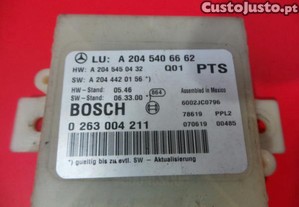 CustoJusto.pt
LU: A 204 540 66 62
HW: A 204 545 04 32 Q01 PTS
SW: A 204 442 01 56 *)
HW -Stand: 05.46
SW -Stand: 06.33.00 *)
Assembled in Mexico
6002JC0796
BOSCH
78618 PPL2
0 263 004 211
070619 00485
*) gueltig bis zu evtl. SW - Aktualisierung